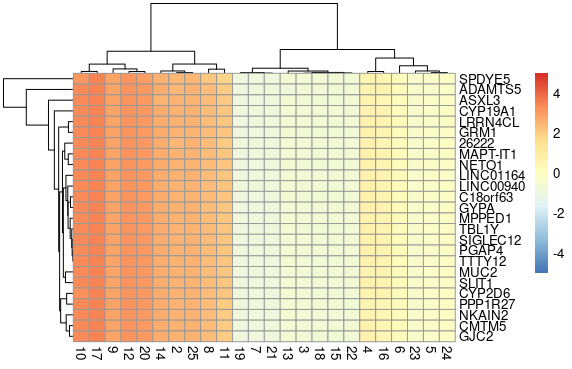 SPDYE5
ADAMTS5
ASXL3
CYP19A1
LRRN4CL
GRM1
26222
MAPT-IT1
NETO1
LINC01164
LINC00940
C18orf63
GYPA
MPPED1
TBL1Y
SIGLEC12
PGAP4
TTTY12
MUC2
SLIT1
CYP2D6
PPP1R27
NKAIN2
CMTM5
GJC2
10 17 9 12 20 14 2 25 8 11 19 7 21 13 3 18 15 22 4 16 6 23 5 24
4
2
0
-2
-4